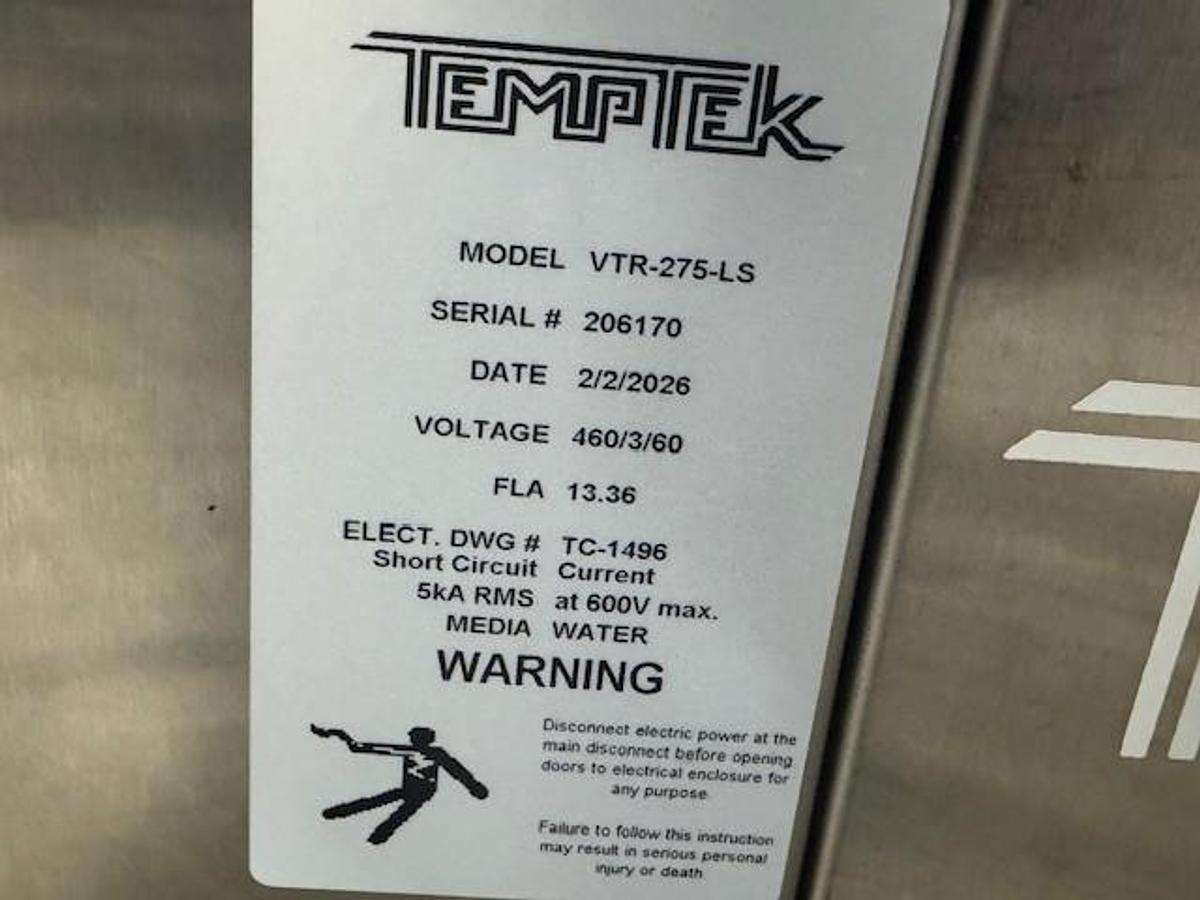 TEMPTEK
MODEL VTR-275-LS
SERIAL # 206170
DATE 2/2/2026
VOLTAGE 460/3/60
FLA 13.36
ELECT. DWG # TC-1496
Short Circuit Current
5kA RMS at 600V max.
MEDIA WATER
WARNING
Disconnect electric power at the
main disconnect before opening
doors to electrical enclosure for
any purpose.
Failure to follow this instruction
may result in serious personal
injury or death